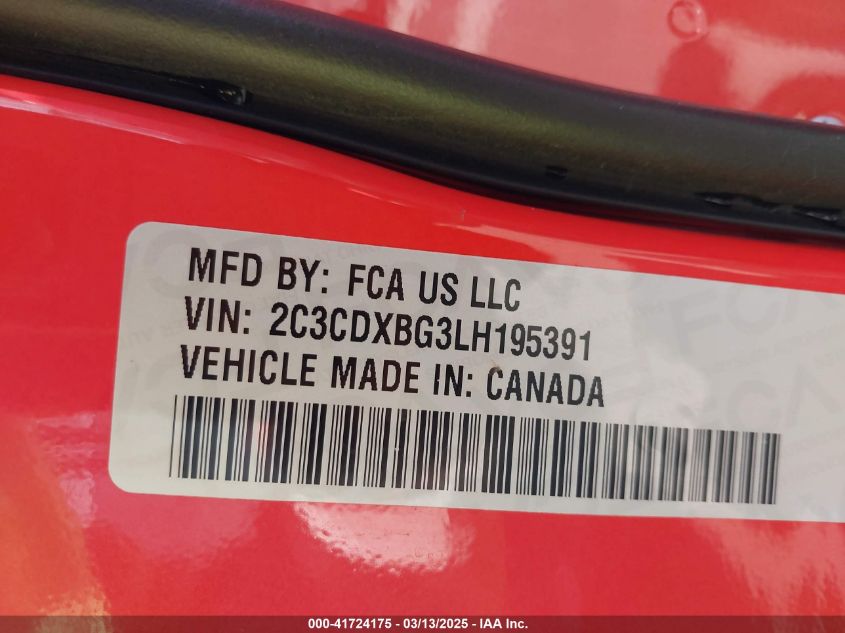 MFD BY: FCA US LLC
VIN: 2C3CDXBG3LH195391
VEHICLE MADE IN: CANADA
000-41724175 - 03/13/2025 - IAA Inc.